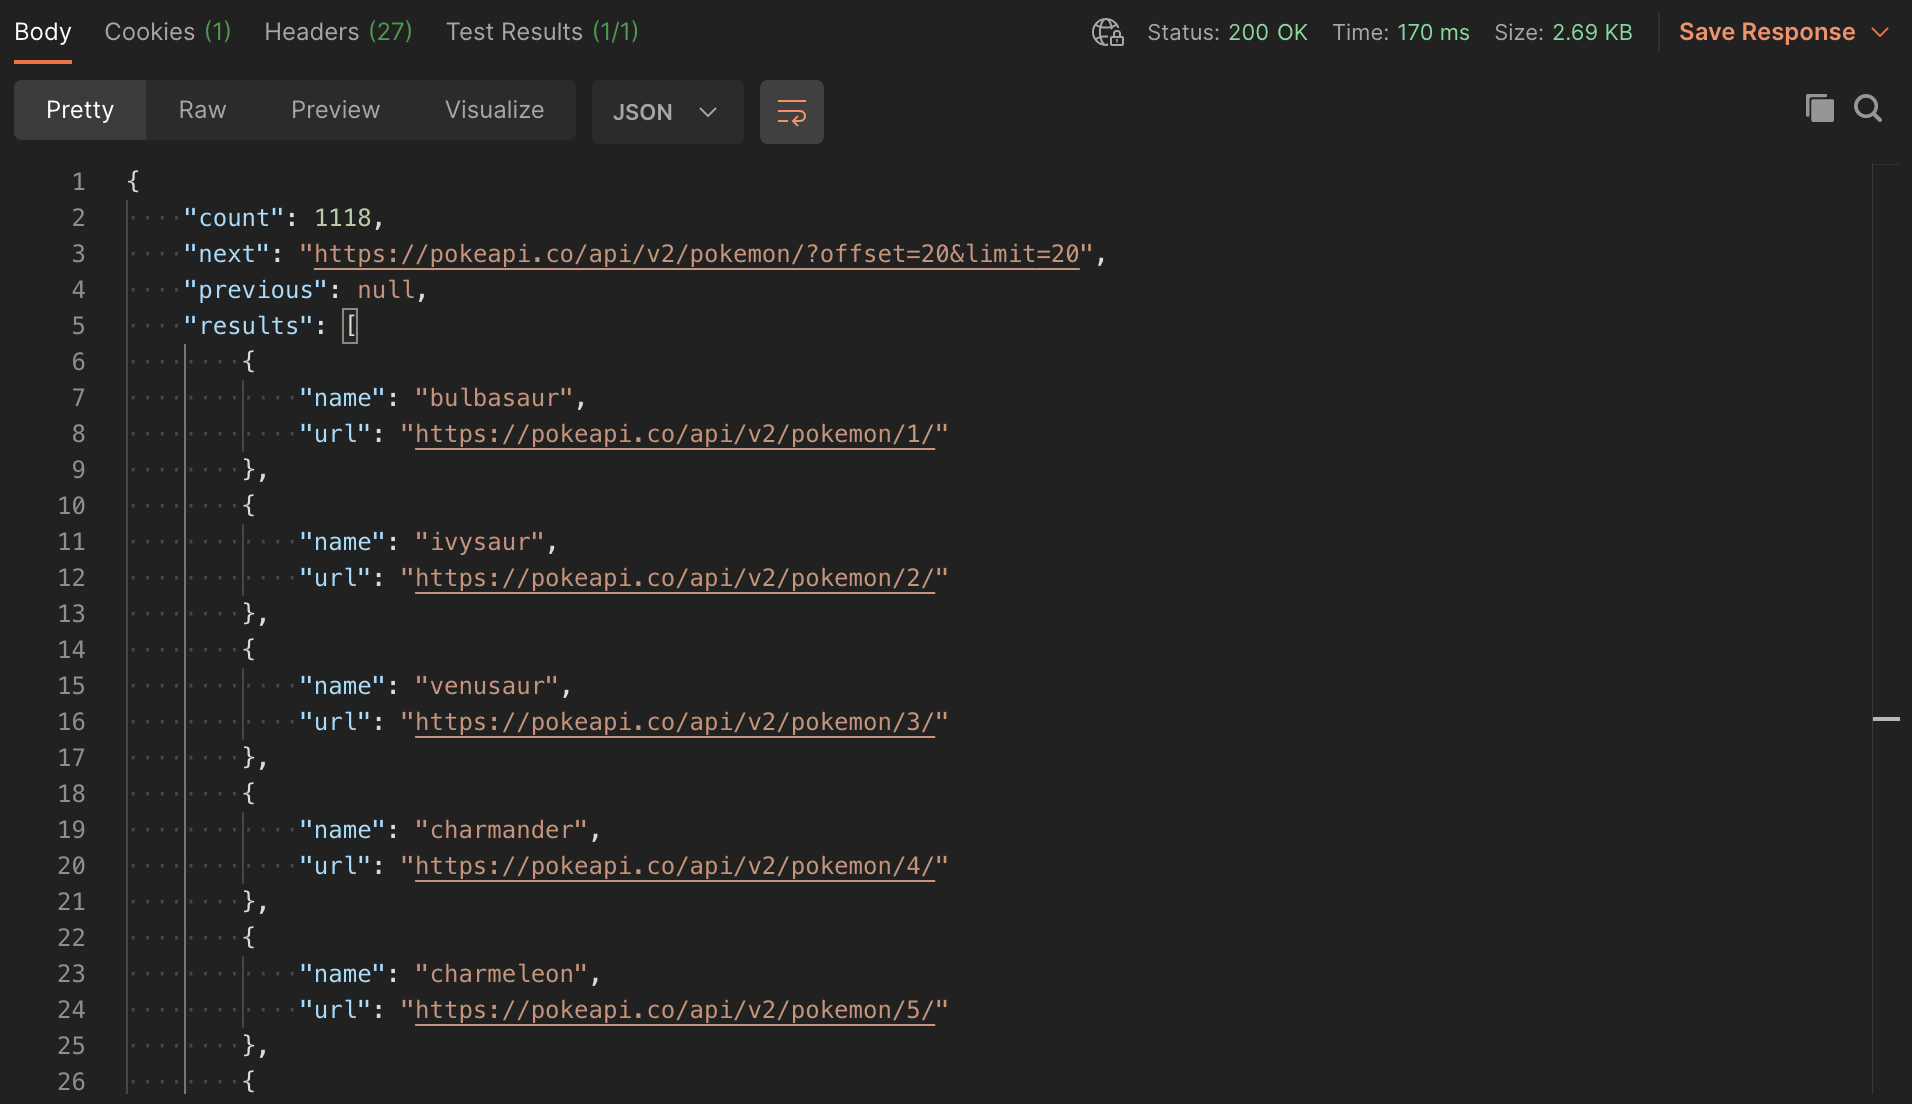 Body Cookies (1) Headers (27) Test Results (1/1) Status: 200 OK Time: 170 ms Size: 2.69 KB Save Response
Pretty Raw Preview Visualize JSON
1 {
2 "count": 1118,
3 "next": "https://pokeapi.co/api/v2/pokemon/?offset=20&limit=20",
4 "previous": null,
5 "results": [
6 {
7 "name": "bulbasaur",
8 "url": "https://pokeapi.co/api/v2/pokemon/1/"
9 },
10 {
11 "name": "ivysaur",
12 "url": "https://pokeapi.co/api/v2/pokemon/2/"
13 },
14 {
15 "name": "venusaur",
16 "url": "https://pokeapi.co/api/v2/pokemon/3/"
17 },
18 {
19 "name": "charmander",
20 "url": "https://pokeapi.co/api/v2/pokemon/4/"
21 },
22 {
23 "name": "charmeleon",
24 "url": "https://pokeapi.co/api/v2/pokemon/5/"
25 },
26 {